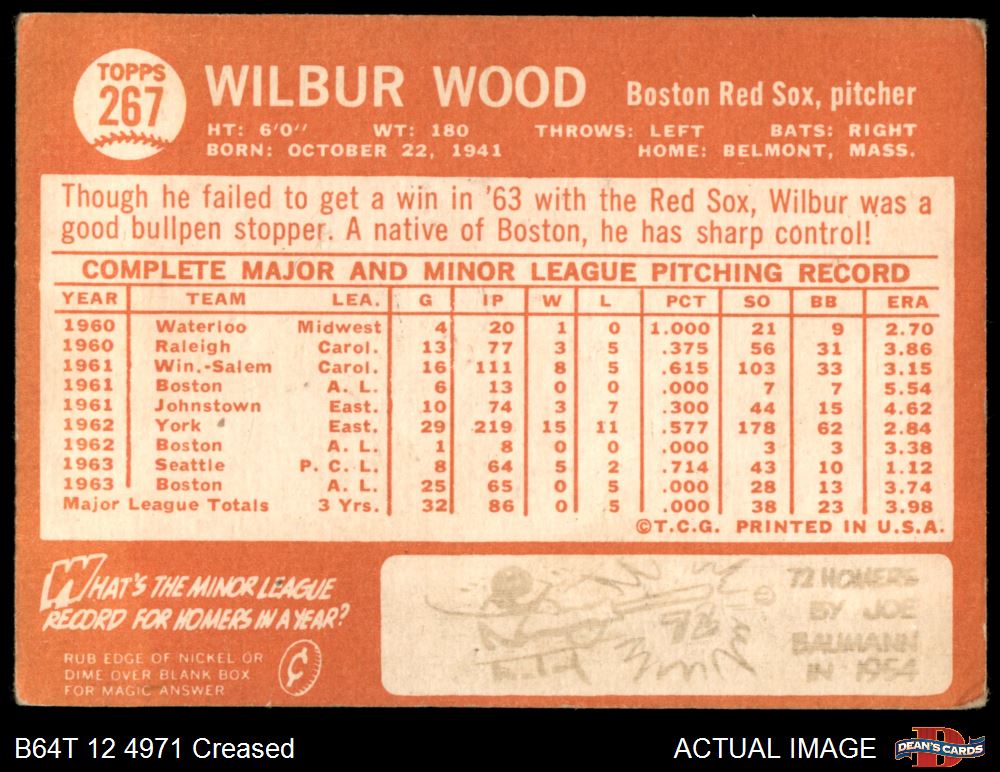 TOPPS
267
WILBUR WOOD
Boston Red Sox, pitcher
HT: 6'0" WT: 180 THROWS: LEFT BATS: RIGHT
BORN: OCTOBER 22, 1941 HOME: BELMONT, MASS.
Though he failed to get a win in '63 with the Red Sox, Wilbur was a
good bullpen stopper. A native of Boston, he has sharp control!
COMPLETE MAJOR AND MINOR LEAGUE PITCHING RECORD
YEAR TEAM LEA. G IP W L PCT SO BB ERA
1960 Waterloo Midwest 4 20 1 0 1.000 21 9 2.70
1960 Raleigh Carol. 13 77 3 5 .375 56 31 3.86
1961 Win.-Salem Carol. 16 111 8 5 .615 103 33 3.15
1961 Boston A. L. 6 13 0 0 .000 7 7 5.54
1961 Johnstown East. 10 74 3 7 .300 44 15 4.62
1962 York East. 29 219 15 11 .577 178 62 2.84
1962 Boston A. L. 1 8 0 0 .000 3 3 3.38
1963 Seattle P. C. L. 8 64 5 2 .714 43 10 1.12
1963 Boston A. L. 25 65 0 5 .000 28 13 3.74
Major League Totals 3 Yrs. 32 86 0 5 .000 38 23 3.98
©T.C.G. PRINTED IN U.S.A.
WHAT'S THE MINOR LEAGUE
RECORD FOR HOMERS IN A YEAR?
RUB EDGE OF NICKEL OR
DIME OVER BLANK BOX
FOR MAGIC ANSWER
72 HOMERS
BY JOE
BAUMANN
IN 1954
B64T 12 4971 Creased
ACTUAL IMAGE
DEAN'S CARDS